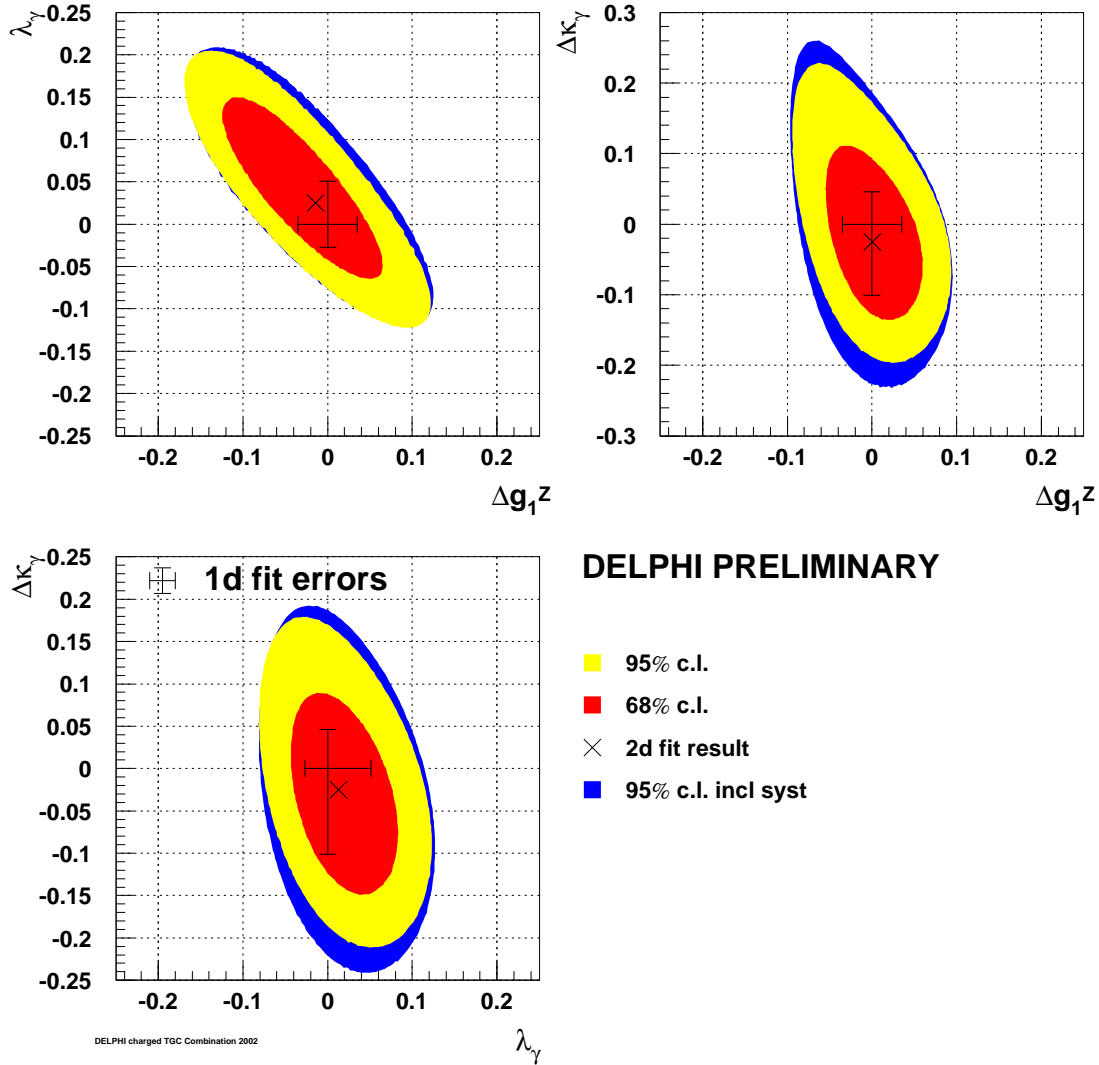 λγ
0.25
0.2
0.15
0.1
0.05
0
-0.05
-0.1
-0.15
-0.2
-0.25
-0.2 -0.1 0 0.1 0.2
Δg1Z
Δκγ
0.3
0.2
0.1
0
-0.1
-0.2
-0.3
-0.2 -0.1 0 0.1 0.2
Δg1Z
Δκγ
0.25
0.2
0.15
0.1
0.05
0
-0.05
-0.1
-0.15
-0.2
-0.25
-0.2 -0.1 0 0.1 0.2
λγ
1d fit errors
DELPHI PRELIMINARY
95% c.l.
68% c.l.
2d fit result
95% c.l. incl syst
DELPHI charged TGC Combination 2002